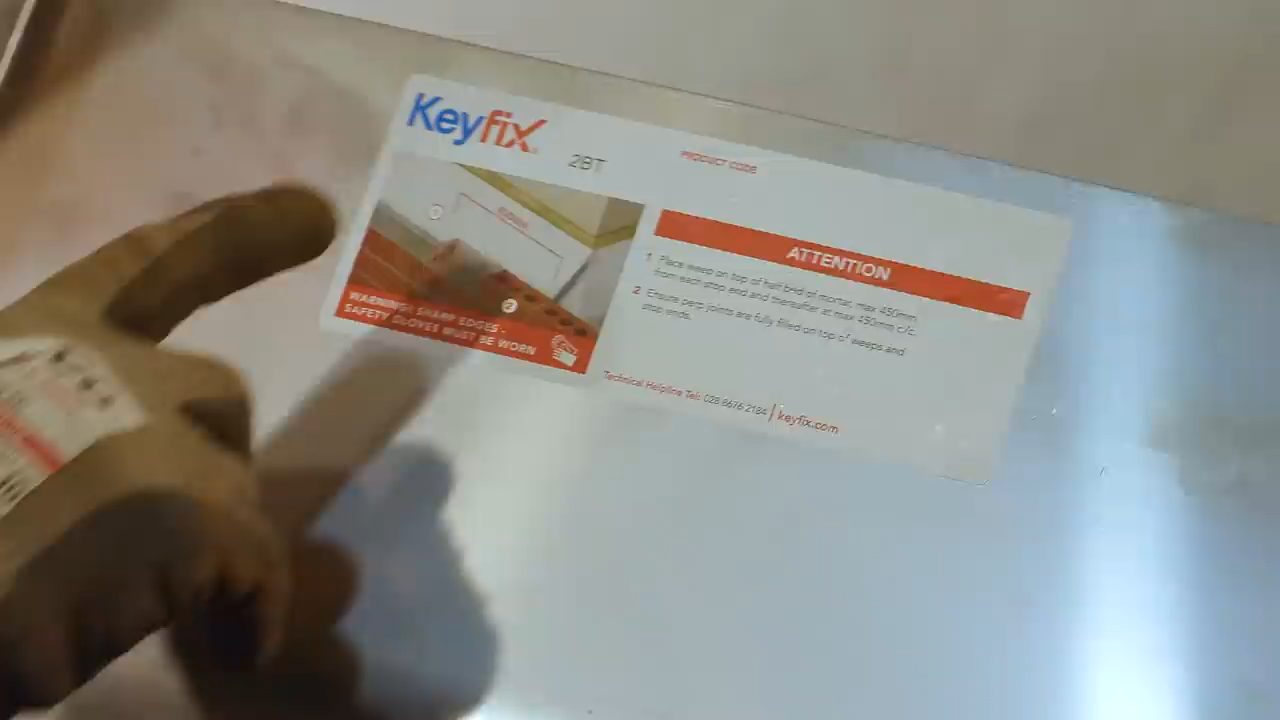 Keyfix
2BT
PRODUCT CODE
ATTENTION
1 Place weep on top of half bed of mortar, max 450mm
from each stop end and thereafter at max 450mm c/c.
2 Ensure perp joints are fully filled on top of weeps and
stop ends.
1
2
WARNING! SHARP EDGES -
SAFETY GLOVES MUST BE WORN
Technical Helpline Tel: 028 8676 2184 | keyfix.com